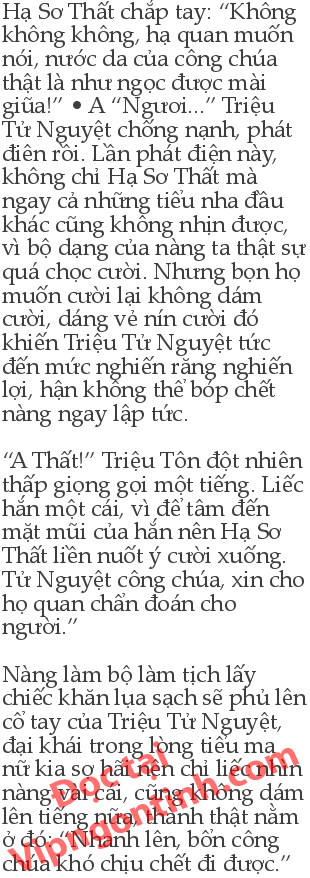 Hạ Sơ Thất chắp tay: “Không
không không, hạ quan muốn
nói, nước da của công chúa
thật là như ngọc được mài
giũa!” • A “Ngươi...” Triệu
Tử Nguyệt chống nạnh, phát
điên rồi. Lần phát điện này,
không chỉ Hạ Sơ Thất mà
ngay cả những tiểu nha đầu
khác cũng không nhịn được,
vì bộ dạng của nàng ta thật sự
quá chọc cười. Nhưng bọn họ
muốn cười lại không dám
cười, dáng vẻ nín cười đó
khiến Triệu Tử Nguyệt tức
đến mức nghiến răng nghiến
lợi, hận không thể bóp chết
nàng ngay lập tức.
“A Thất!” Triệu Tôn đột nhiên
thấp giọng gọi một tiếng. Liếc
hắn một cái, vì để tâm đến
mặt mũi của hắn nên Hạ Sơ
Thất liền nuốt ý cười xuống.
Tử Nguyệt công chúa, xin cho
họ quan chẩn đoán cho
người.”
Nàng làm bộ làm tịch lấy
chiếc khăn lụa sạch sẽ phủ lên
cổ tay của Triệu Tử Nguyệt,
đại khái trong lòng tiểu ma
nữ kia sợ hãi nên chỉ liếc nhìn
nàng vài cái, cũng không dám
lên tiếng nữa, thành thật nằm
ở đó: “Nhanh lên, bổn công
chúa khó chịu chết đi được.”
Đọc tại
Vipngontinh.com